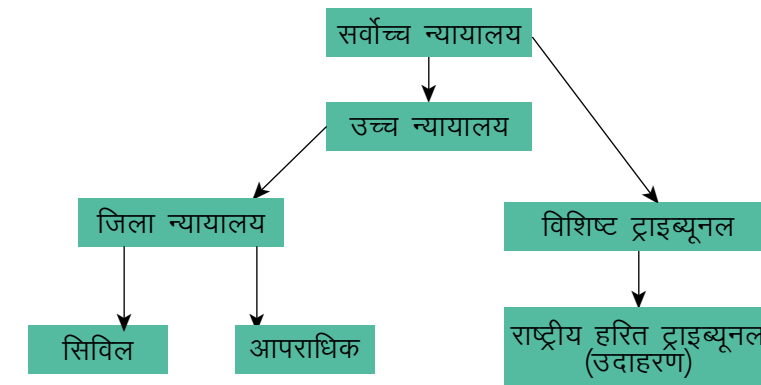 सर्वोच्च न्यायालय
उच्च न्यायालय
जिला न्यायालय
विशिष्ट ट्राइब्यूनल
सिविल
आपराधिक
राष्ट्रीय हरित ट्राइब्यूनल
(उदाहरण)